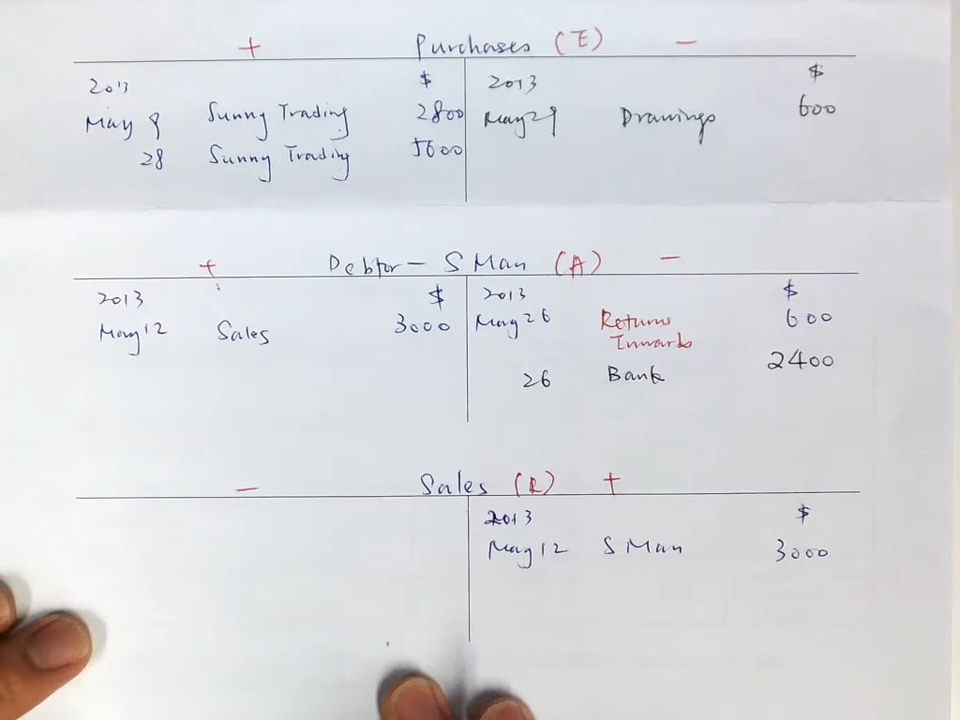 + Purchases (E) -
2013 $ 2013 $
May 9 Sunny Trading 2800 May 29 Drawings 600
28 Sunny Trading 5600
+ Debtor - S Man (A) -
2013 $ 2013 $
May 12 Sales 3000 May 26 Returns Inwards 600
26 Bank 2400
- Sales (R) +
2013 $
May 12 S Man 3000